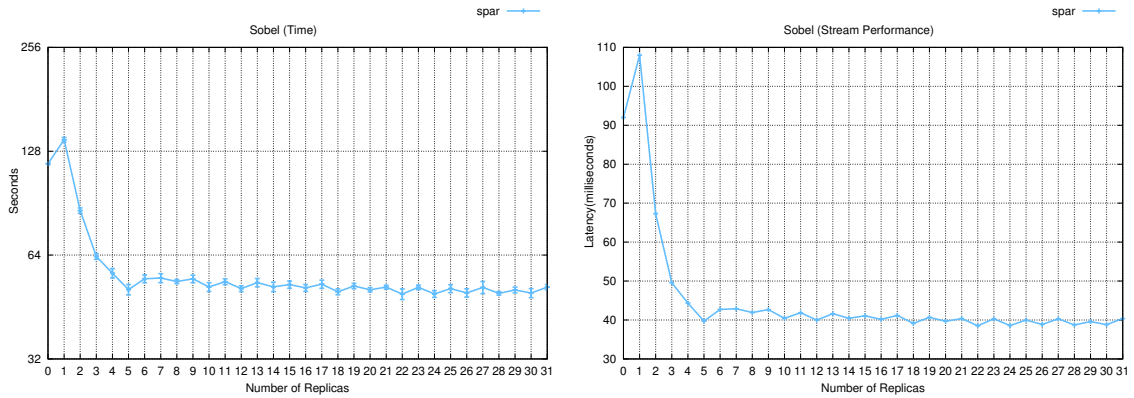 spar
Sobel (Time)
256
128
64
32
Seconds
0 1 2 3 4 5 6 7 8 9 10 11 12 13 14 15 16 17 18 19 20 21 22 23 24 25 26 27 28 29 30 31
Number of Replicas
spar
Sobel (Stream Performance)
110
100
90
80
70
60
50
40
30
Latency(milliseconds)
0 1 2 3 4 5 6 7 8 9 10 11 12 13 14 15 16 17 18 19 20 21 22 23 24 25 26 27 28 29 30 31
Number of Replicas